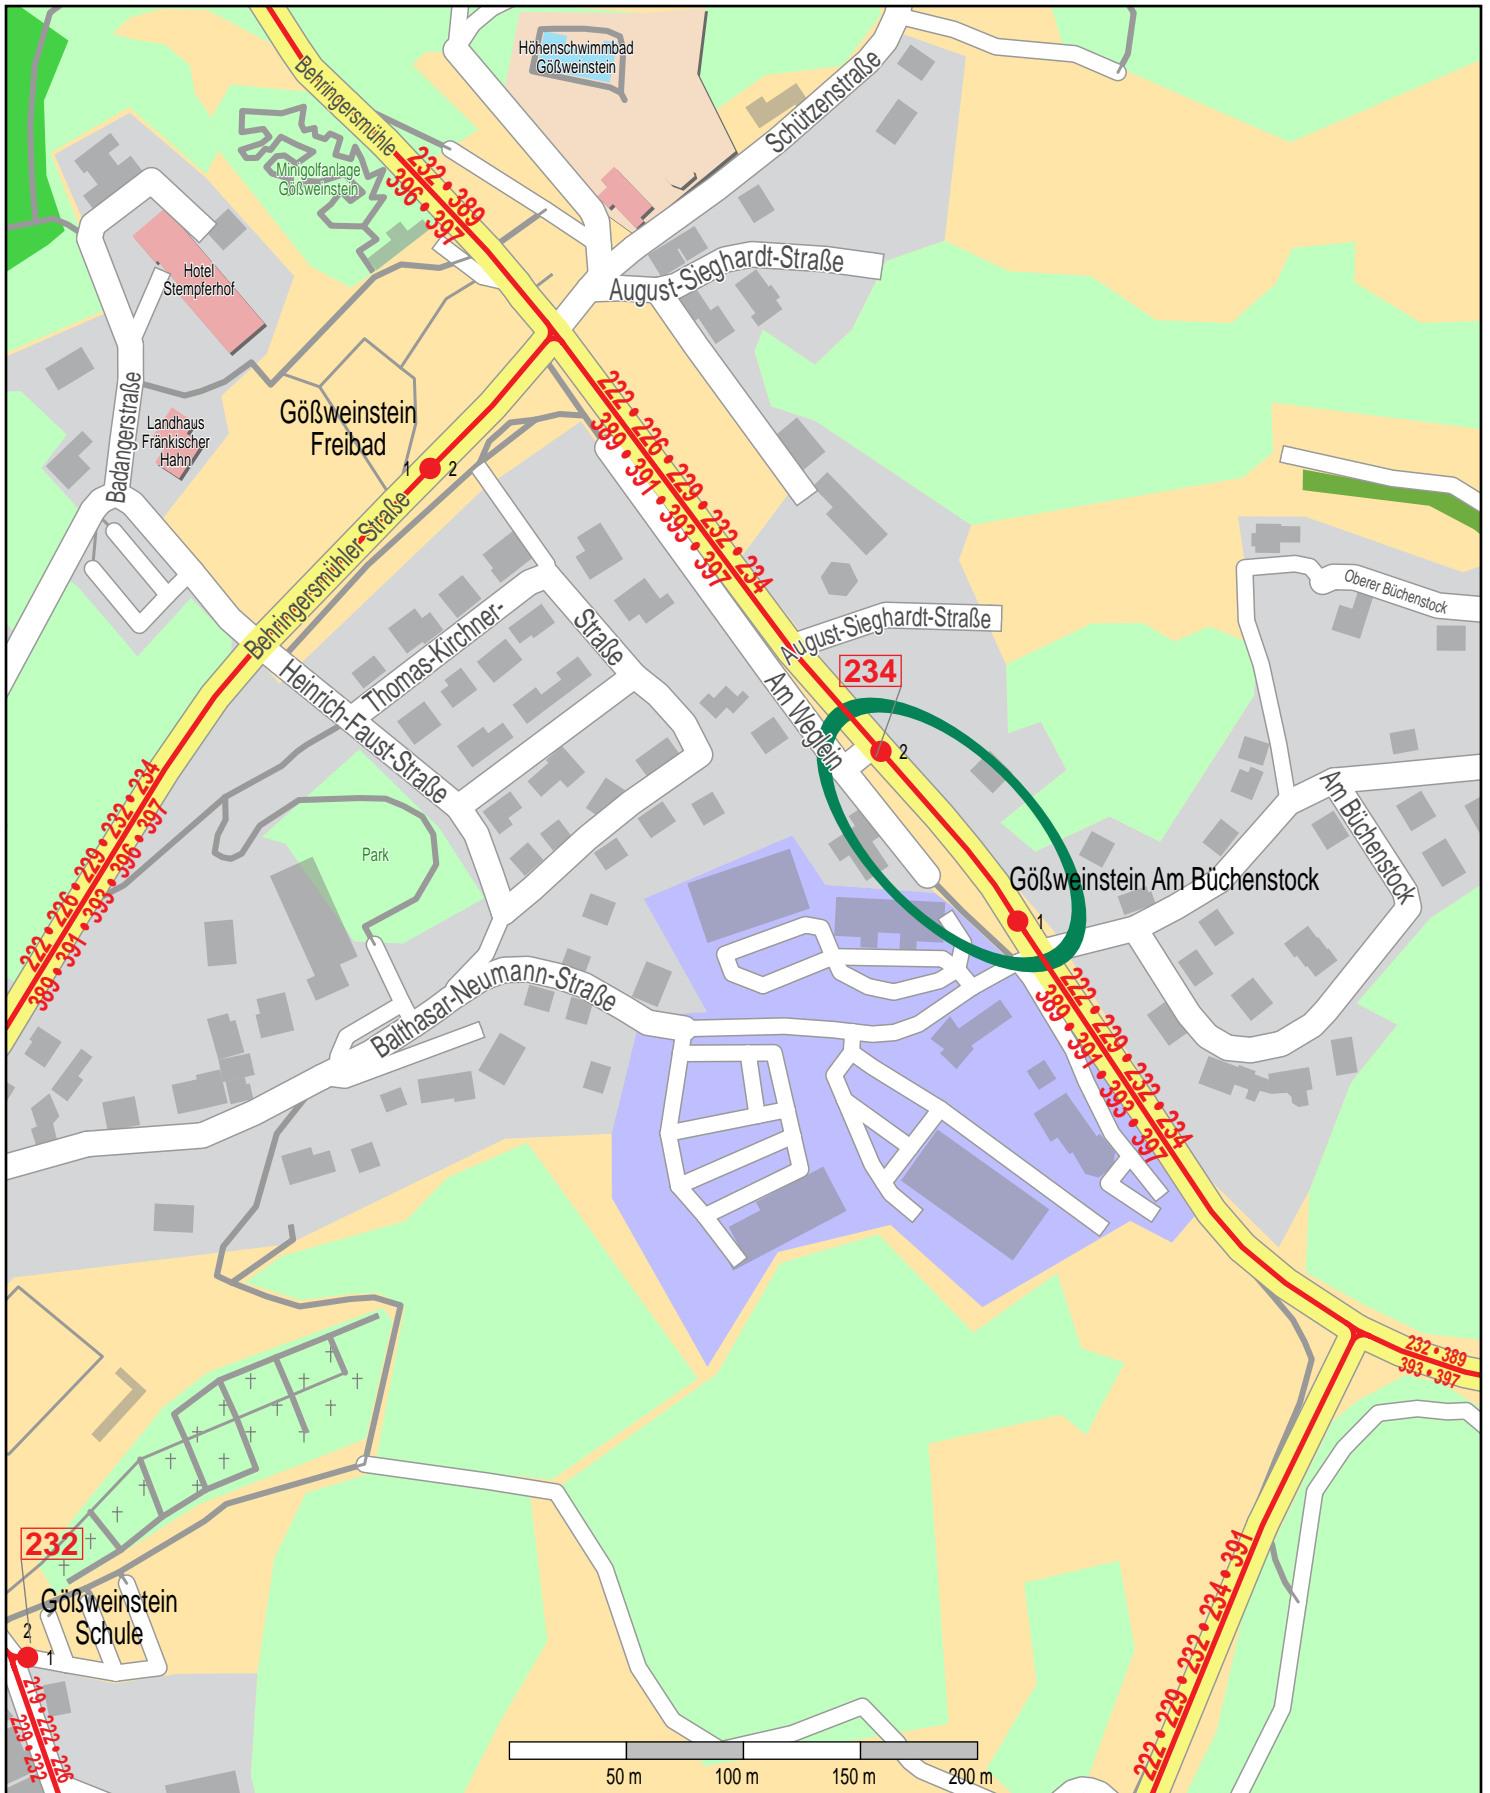 Höhenschwimmbad
Gößweinstein
Schützenstraße
Behringersmühle
232 • 389
396 • 397
Minigolfanlage
Gößweinstein
August-Sieghardt-Straße
Hotel
Stempferhof
Badangerstraße
Landhaus
Fränkischer
Hahn
Gößweinstein
Freibad
1
2
222 • 226 • 229 • 232 • 234
389 • 391 • 393 • 397
Behringersmühler-Straße
Oberer Büchenstock
Thomas-Kirchner-
Straße
August-Sieghardt-Straße
234
Heinrich-Faust-Straße
Am Weglein
2
222 • 226 • 229 • 232 • 234
389 • 391 • 393 • 396 • 397
Am Büchenstock
Park
Gößweinstein Am Büchenstock
1
Balthasar-Neumann-Straße
222 • 229 • 232 • 234
389 • 391 • 393 • 397
232 • 389
393 • 397
232
Gößweinstein
Schule
2
1
219 • 222 • 226
229 • 232
222 • 229 • 232 • 234 • 391
50 m
100 m
150 m
200 m